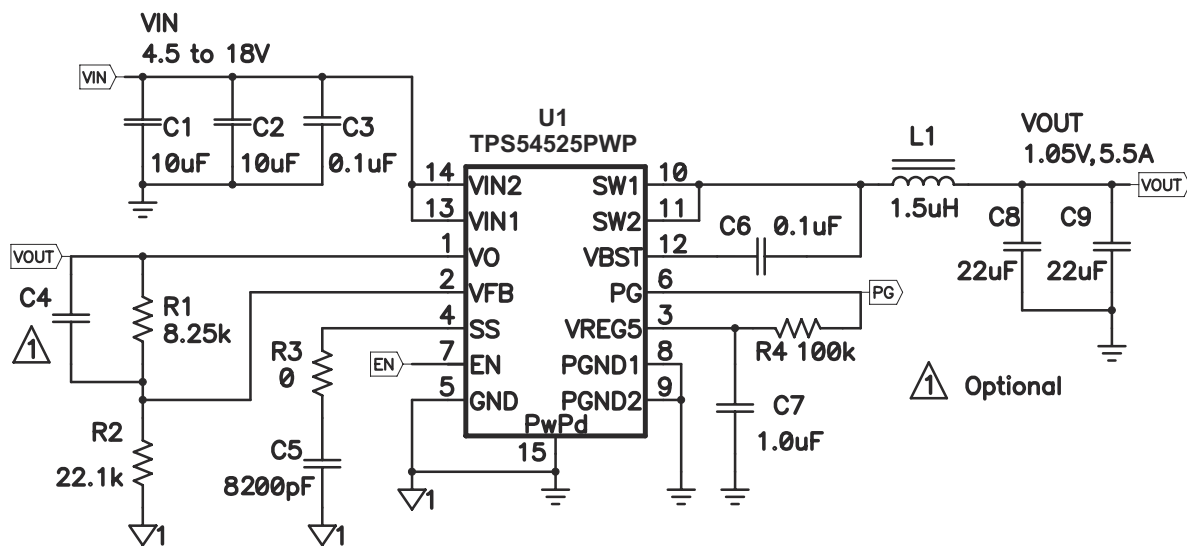 VIN
4.5 to 18V
VIN
C1
10uF
C2
10uF
C3
0.1uF
U1
TPS54525PWP
14
VIN2
13
VIN1
1
VO
2
VFB
4
SS
7
EN
5
GND
PwPd
15
SW1
10
SW2
11
VBST
12
PG
6
VREG5
3
PGND1
8
PGND2
9
L1
1.5uH
VOUT
1.05V,5.5A
VOUT
C6
0.1uF
C8
22uF
C9
22uF
PG
R4 100k
C7
1.0uF
1 Optional
VOUT
C4
1
R1
8.25k
R2
22.1k
1
R3
0
C5
8200pF
1
EN
1